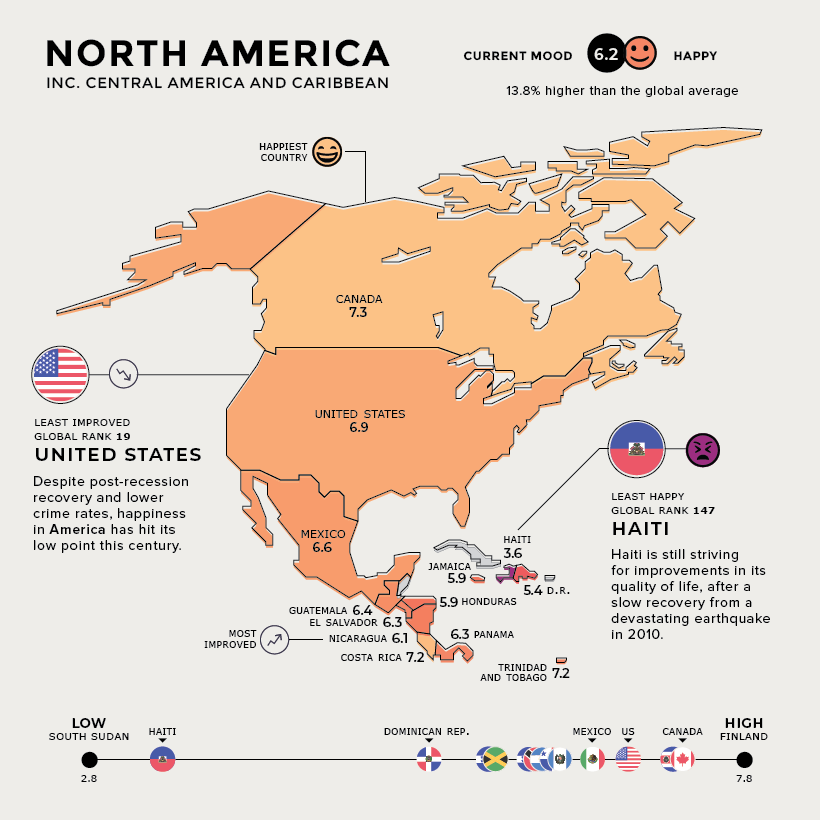 NORTH AMERICA
INC. CENTRAL AMERICA AND CARIBBEAN
CURRENT MOOD 6.2 HAPPY
13.8% higher than the global average
HAPPIEST
COUNTRY
CANADA
7.3
LEAST IMPROVED
GLOBAL RANK 19
UNITED STATES
Despite post-recession
recovery and lower
crime rates, happiness
in America has hit its
low point this century.
UNITED STATES
6.9
LEAST HAPPY
GLOBAL RANK 147
HAITI
Haiti is still striving
for improvements in its
quality of life, after a
slow recovery from a
devastating earthquake
in 2010.
MEXICO
6.6
HAITI
3.6
JAMAICA
5.9
5.4 D.R.
5.9 HONDURAS
GUATEMALA 6.4
EL SALVADOR 6.3
MOST
IMPROVED
NICARAGUA 6.1
6.3 PANAMA
COSTA RICA 7.2
TRINIDAD
AND TOBAGO 7.2
LOW
SOUTH SUDAN
2.8
HAITI
DOMINICAN REP.
MEXICO
US
CANADA
HIGH
FINLAND
7.8